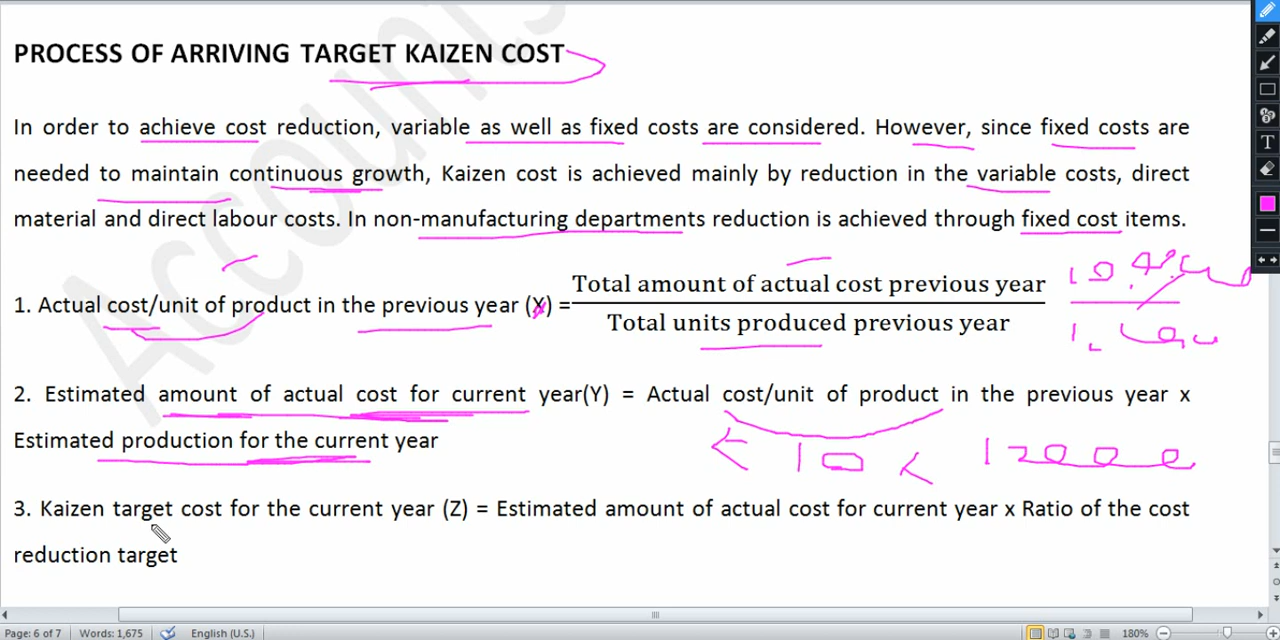 PROCESS OF ARRIVING TARGET KAIZEN COST
In order to achieve cost reduction, variable as well as fixed costs are considered. However, since fixed costs are
needed to maintain continuous growth, Kaizen cost is achieved mainly by reduction in the variable costs, direct
material and direct labour costs. In non-manufacturing departments reduction is achieved through fixed cost items.
1. Actual cost/unit of product in the previous year (X) = Total amount of actual cost previous year
Total units produced previous year
2. Estimated amount of actual cost for current year(Y) = Actual cost/unit of product in the previous year x
Estimated production for the current year
< 10 < 12000
3. Kaizen target cost for the current year (Z) = Estimated amount of actual cost for current year x Ratio of the cost
reduction target
Page: 6 of 7 Words: 1,675 English (U.S.) 180%